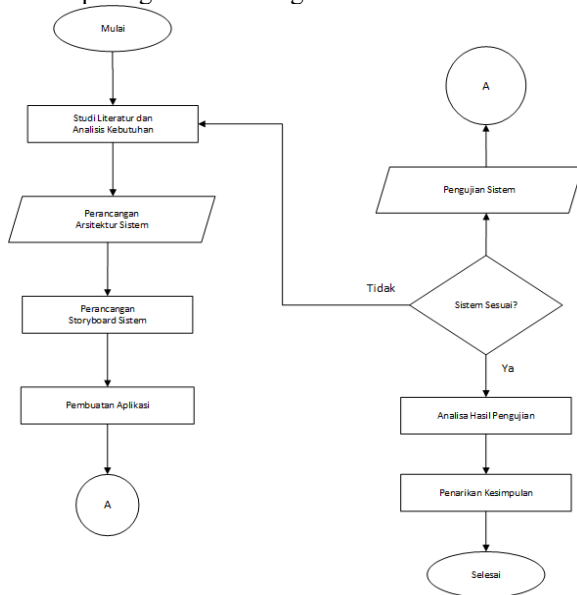 Mulai
Studi Literatur dan
Analisis Kebutuhan
Perancangan
Arsitektur Sistem
Perancangan
Storyboard Sistem
Pembuatan Aplikasi
A
A
Pengujian Sistem
Sistem Sesuai?
Tidak
Ya
Analisa Hasil Pengujian
Penarikan Kesimpulan
Selesai